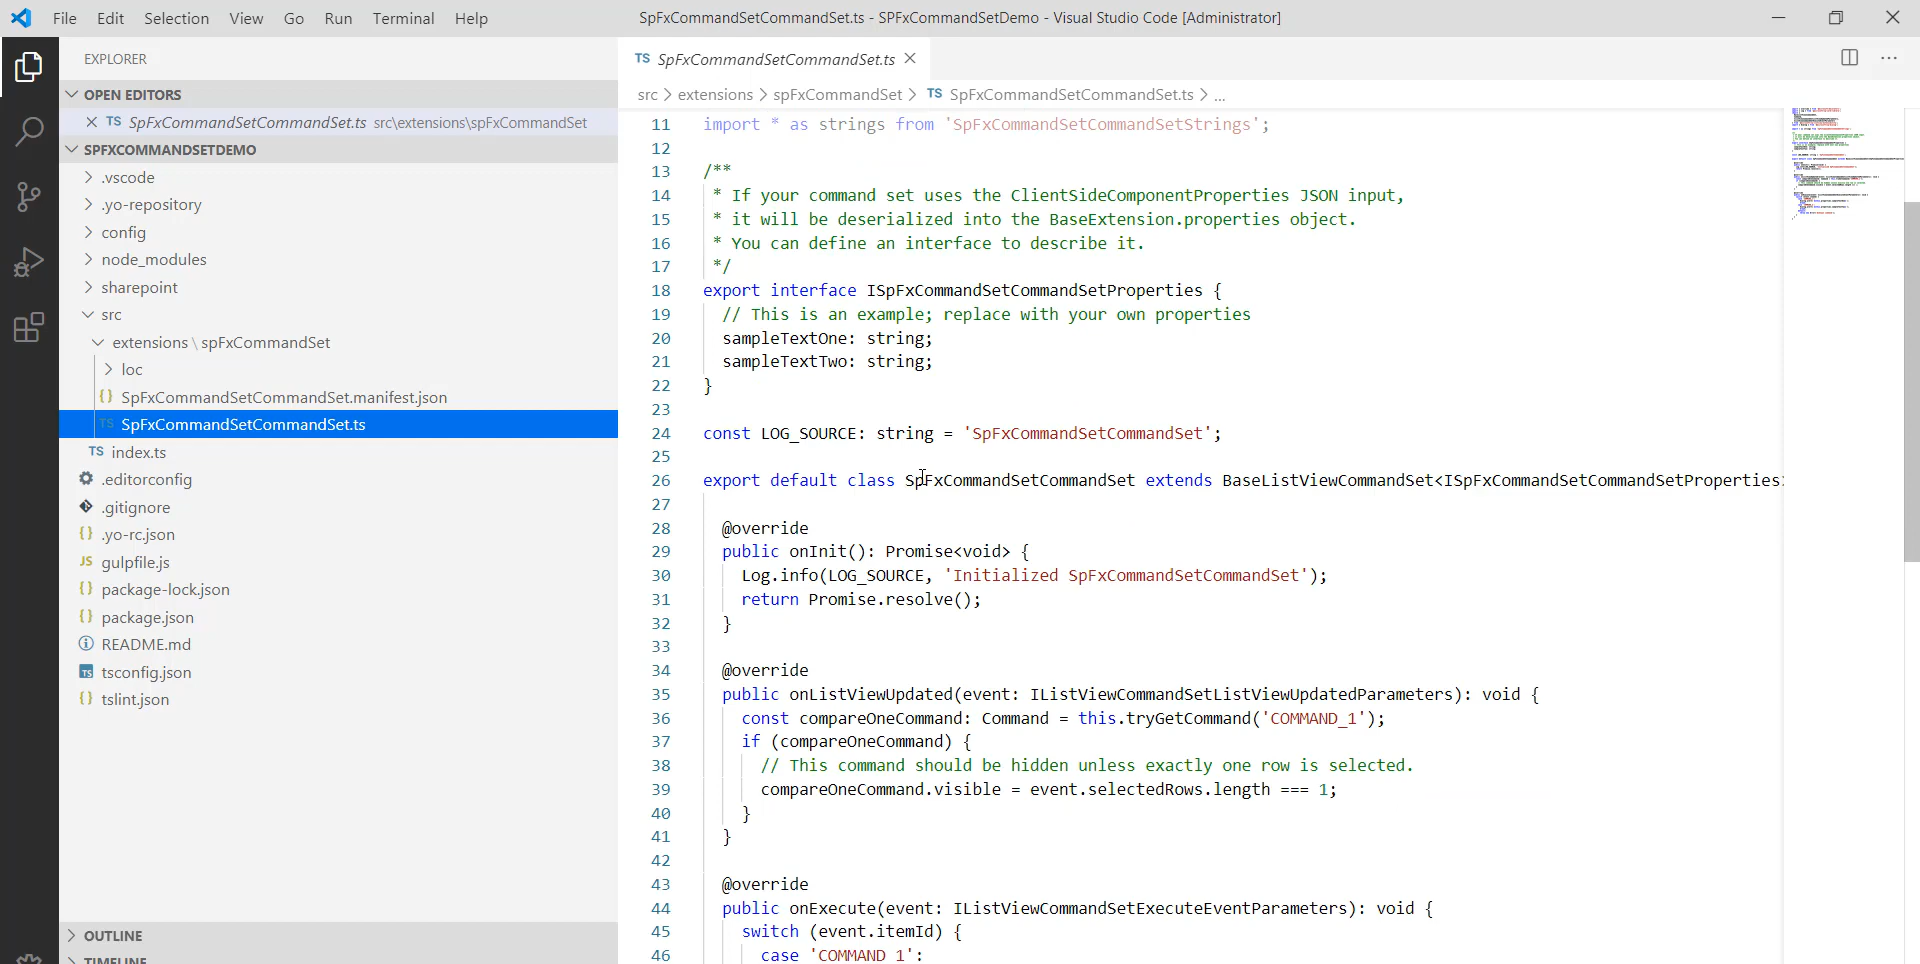 File Edit Selection View Go Run Terminal Help
SpFxCommandSetCommandSet.ts - SPFxCommandSetDemo - Visual Studio Code [Administrator]
EXPLORER
OPEN EDITORS
TS SpFxCommandSetCommandSet.ts src\extensions\spFxCommandSet
SPFXCOMMANDSETDEMO
.vscode
.yo-repository
config
node_modules
sharepoint
src
extensions \ spFxCommandSet
loc
{} SpFxCommandSetCommandSet.manifest.json
TS SpFxCommandSetCommandSet.ts
TS index.ts
.editorconfig
.gitignore
{} .yo-rc.json
JS gulpfile.js
{} package-lock.json
{} package.json
README.md
TS tsconfig.json
{} tslint.json
OUTLINE
TIMELINE
TS SpFxCommandSetCommandSet.ts
src > extensions > spFxCommandSet > TS SpFxCommandSetCommandSet.ts > ...
11 import * as strings from 'SpFxCommandSetCommandSetStrings';
12
13 /**
14 * If your command set uses the ClientSideComponentProperties JSON input,
15 * it will be deserialized into the BaseExtension.properties object.
16 * You can define an interface to describe it.
17 */
18 export interface ISpFxCommandSetCommandSetProperties {
19 // This is an example; replace with your own properties
20 sampleTextOne: string;
21 sampleTextTwo: string;
22 }
23
24 const LOG_SOURCE: string = 'SpFxCommandSetCommandSet';
25
26 export default class SpFxCommandSetCommandSet extends BaseListViewCommandSet<ISpFxCommandSetCommandSetProperties>
27
28 @override
29 public onInit(): Promise<void> {
30 Log.info(LOG_SOURCE, 'Initialized SpFxCommandSetCommandSet');
31 return Promise.resolve();
32 }
33
34 @override
35 public onListViewUpdated(event: IListViewCommandSetListViewUpdatedParameters): void {
36 const compareOneCommand: Command = this.tryGetCommand('COMMAND_1');
37 if (compareOneCommand) {
38 // This command should be hidden unless exactly one row is selected.
39 compareOneCommand.visible = event.selectedRows.length === 1;
40 }
41 }
42
43 @override
44 public onExecute(event: IListViewCommandSetExecuteEventParameters): void {
45 switch (event.itemId) {
46 case 'COMMAND_1':